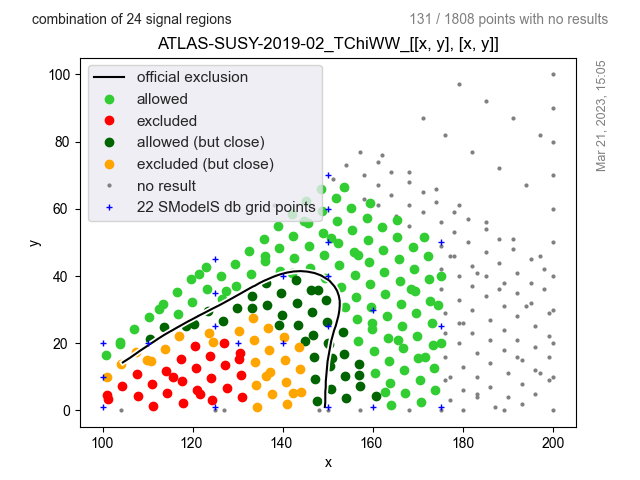 combination of 24 signal regions
131 / 1808 points with no results
ATLAS-SUSY-2019-02_TChiWW_[[x, y], [x, y]]
official exclusion
allowed
excluded
allowed (but close)
excluded (but close)
no result
22 SModelS db grid points
Mar 21, 2023, 15:05
y
100
80
60
40
20
0
100 120 140 160 180 200
x